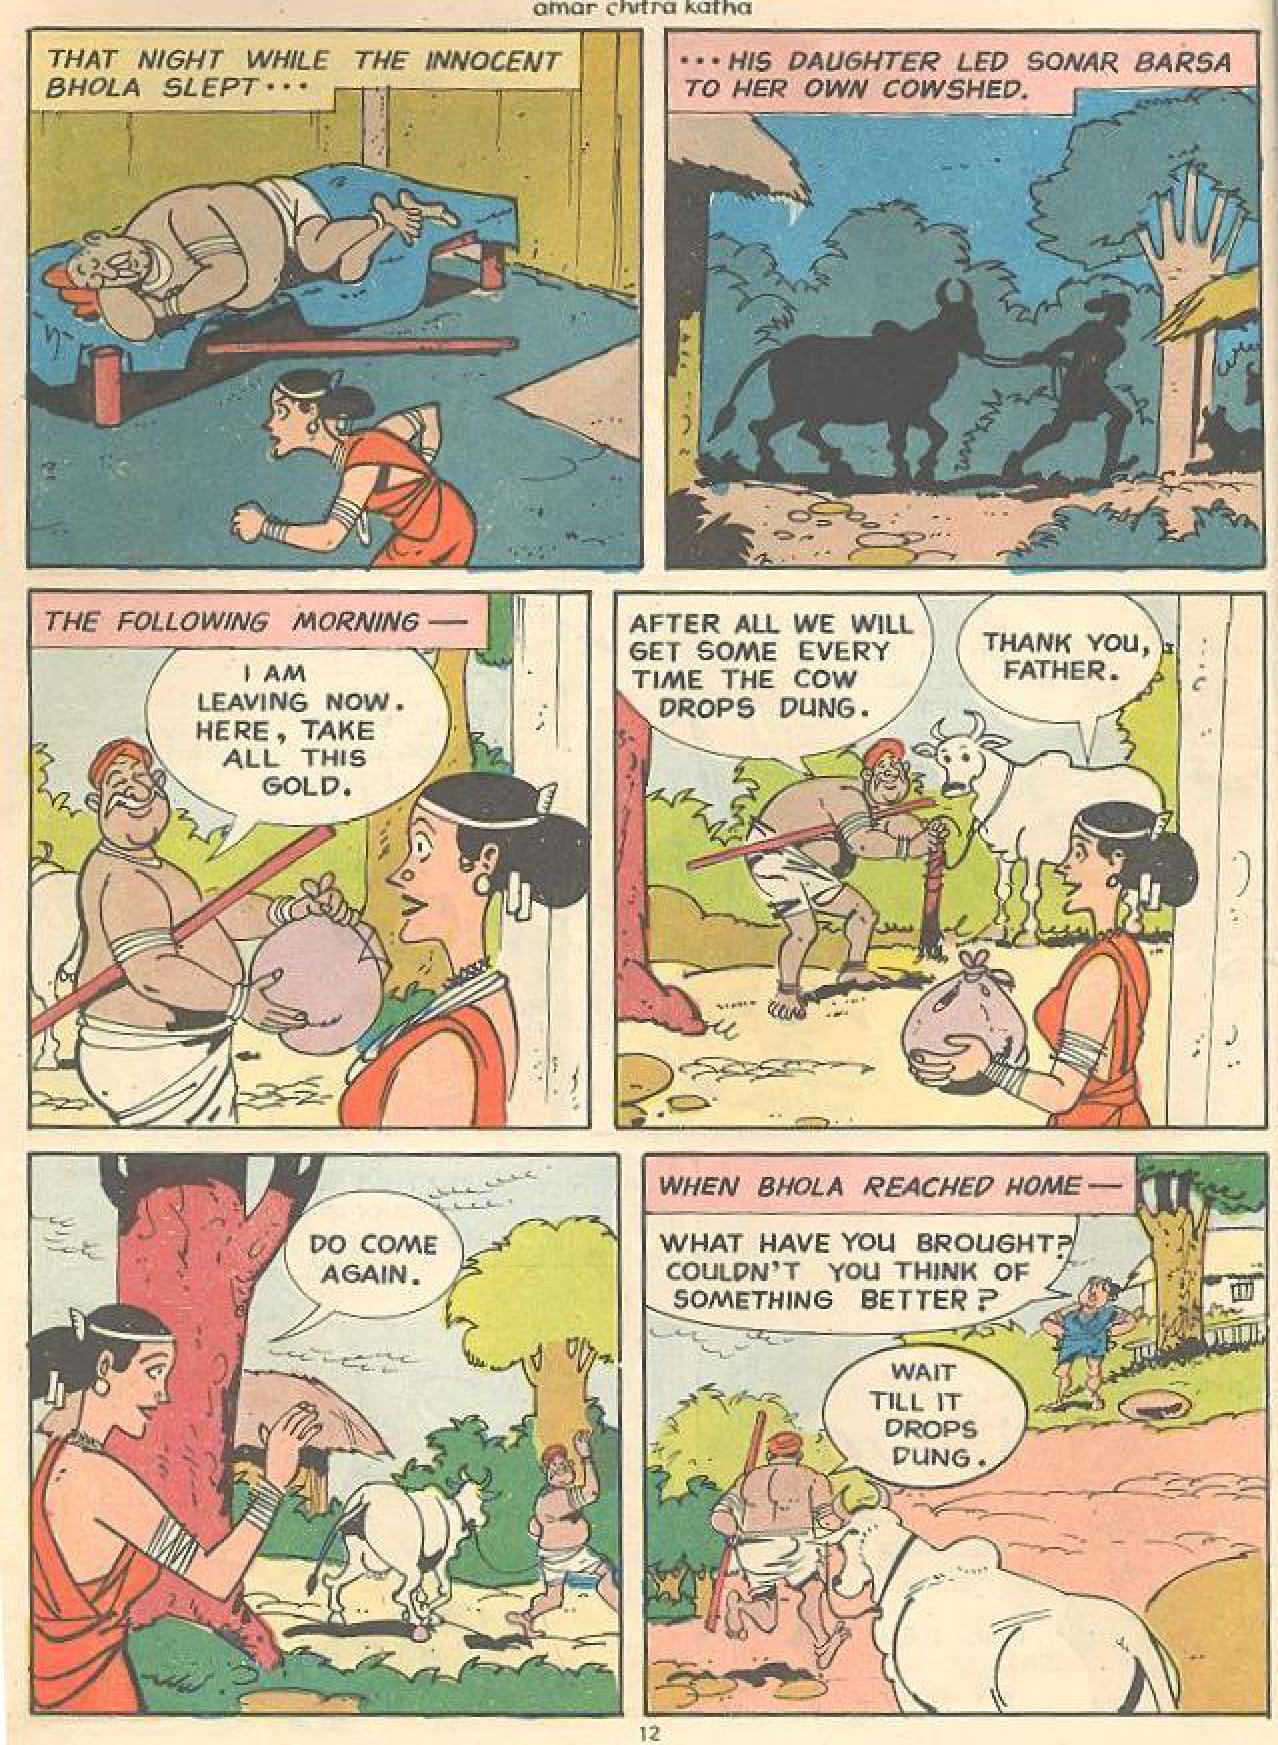 amar chitra katha
THAT NIGHT WHILE THE INNOCENT
BHOLA SLEPT...
...HIS DAUGHTER LED SONAR BARSA
TO HER OWN COWSHED.
THE FOLLOWING MORNING —
I AM
LEAVING NOW.
HERE, TAKE
ALL THIS
GOLD.
AFTER ALL WE WILL
GET SOME EVERY
TIME THE COW
DROPS DUNG.
THANK YOU,
FATHER.
DO COME
AGAIN.
WHEN BHOLA REACHED HOME —
WHAT HAVE YOU BROUGHT?
COULDN'T YOU THINK OF
SOMETHING BETTER?
WAIT
TILL IT
DROPS
DUNG.
12